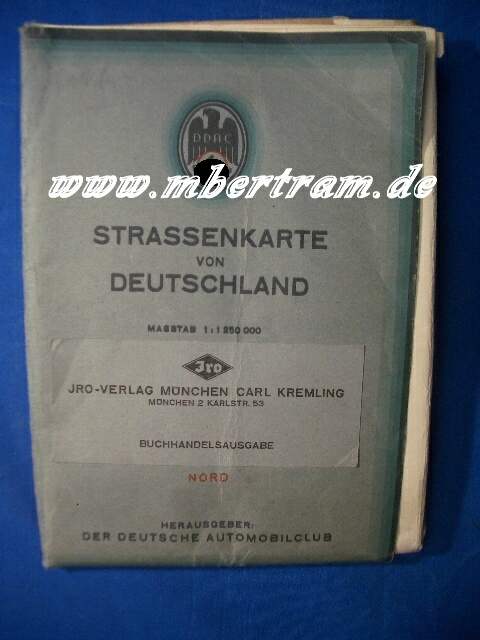 DDAC
www.mbertram.de
STRASSENKARTE
VON
DEUTSCHLAND
MASSTAB 1:1 250 000
Jro
JRO-VERLAG MÜNCHEN CARL KREMLING
MÜNCHEN 2 KARLSTR. 53
BUCHHANDELSAUSGABE
NORD
HERAUSGEBER:
DER DEUTSCHE AUTOMOBILCLUB